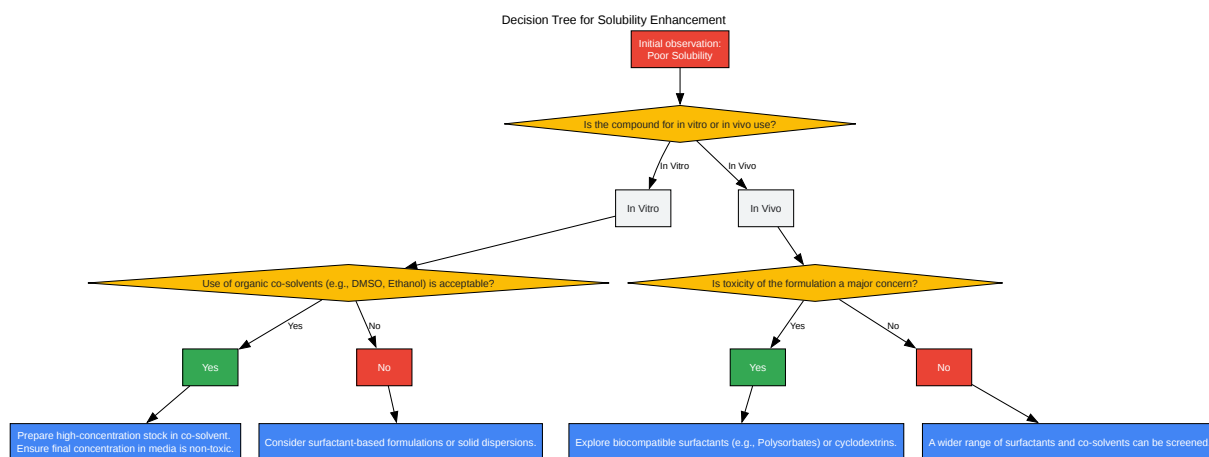 Decision Tree for Solubility Enhancement
Initial observation:
Poor Solubility
Is the compound for in vitro or in vivo use?
In Vitro
In Vivo
In Vitro
In Vivo
Use of organic co-solvents (e.g., DMSO, Ethanol) is acceptable?
Is toxicity of the formulation a major concern?
Yes
No
Yes
No
Yes
No
Yes
No
Prepare high-concentration stock in co-solvent.
Ensure final concentration in media is non-toxic.
Consider surfactant-based formulations or solid dispersions.
Explore biocompatible surfactants (e.g., Polysorbates) or cyclodextrins.
A wider range of surfactants and co-solvents can be screened